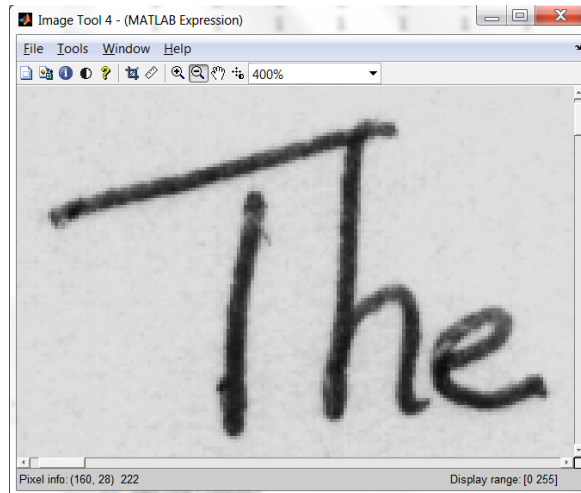 Image Tool 4 - (MATLAB Expression)
File Tools Window Help
400%
The
Pixel info: (160, 28) 222
Display range: [0 255]